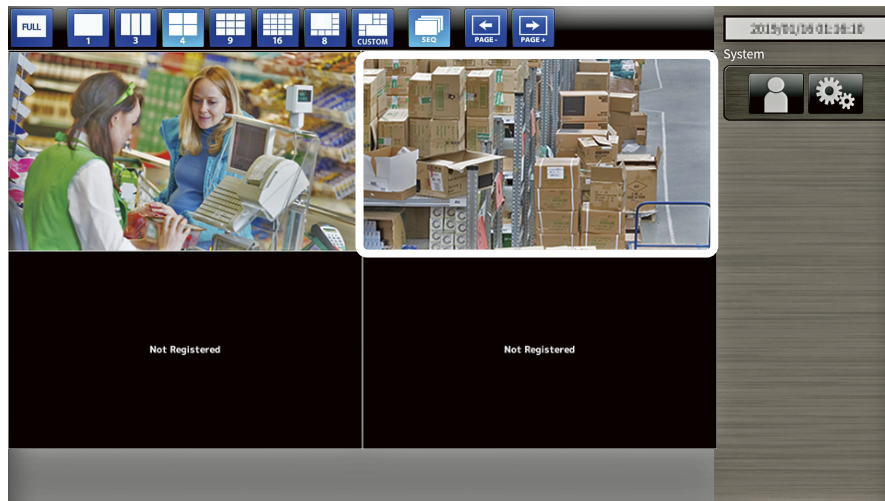 FULL
1
3
4
9
16
8
CUSTOM
SEQ
PAGE-
PAGE+
2015/01/16 01:16:10
System
Not Registered
Not Registered